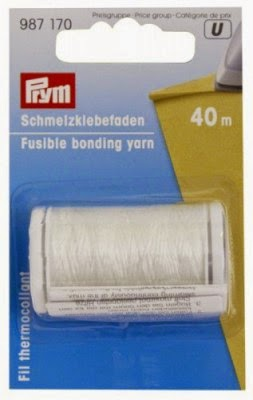 Preisgruppe · Price group · Catégorie de prix
987 170
U
Prym
Schmelzklebefaden
40 m
Fusible bonding yarn
Fil thermocollant